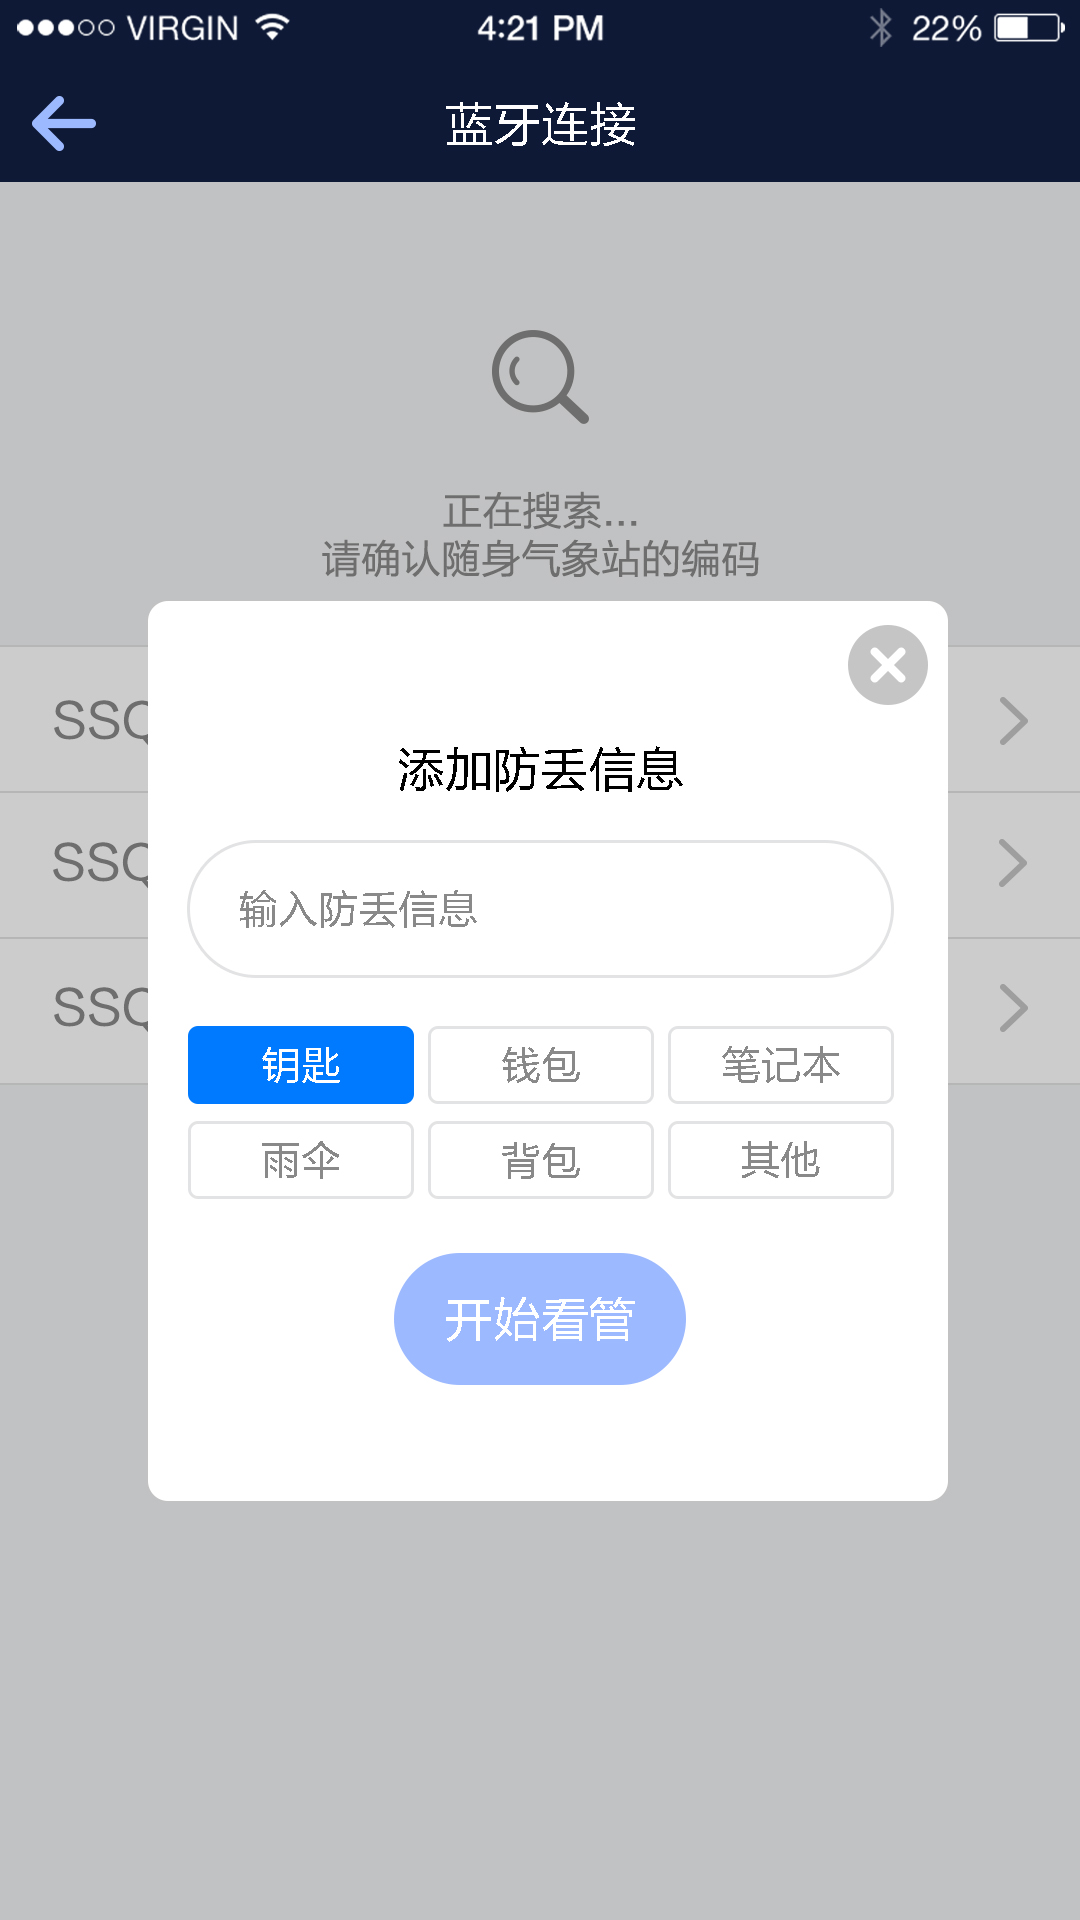 VIRGIN 4:21 PM 22%
蓝牙连接
正在搜索...
请确认随身气象站的编码
添加防丢信息
SSQ
SSQ
输入防丢信息
SSQ
钥匙 钱包 笔记本
雨伞 背包 其他
开始看管